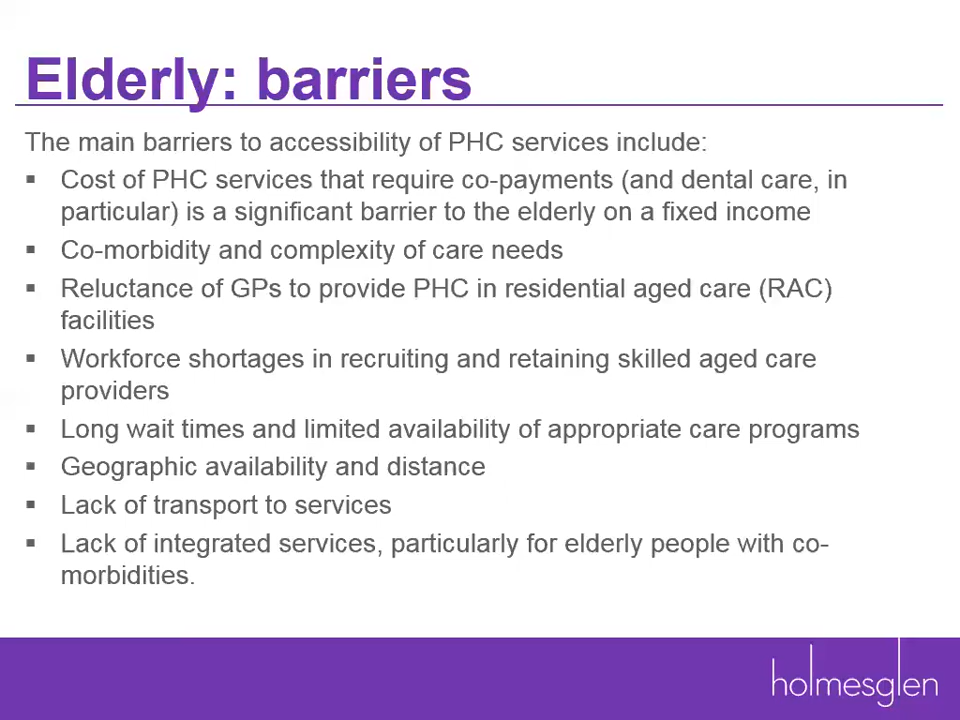 Elderly: barriers
The main barriers to accessibility of PHC services include:
▪ Cost of PHC services that require co-payments (and dental care, in
particular) is a significant barrier to the elderly on a fixed income
▪ Co-morbidity and complexity of care needs
▪ Reluctance of GPs to provide PHC in residential aged care (RAC)
facilities
▪ Workforce shortages in recruiting and retaining skilled aged care
providers
▪ Long wait times and limited availability of appropriate care programs
▪ Geographic availability and distance
▪ Lack of transport to services
▪ Lack of integrated services, particularly for elderly people with co-
morbidities.
holmesglen